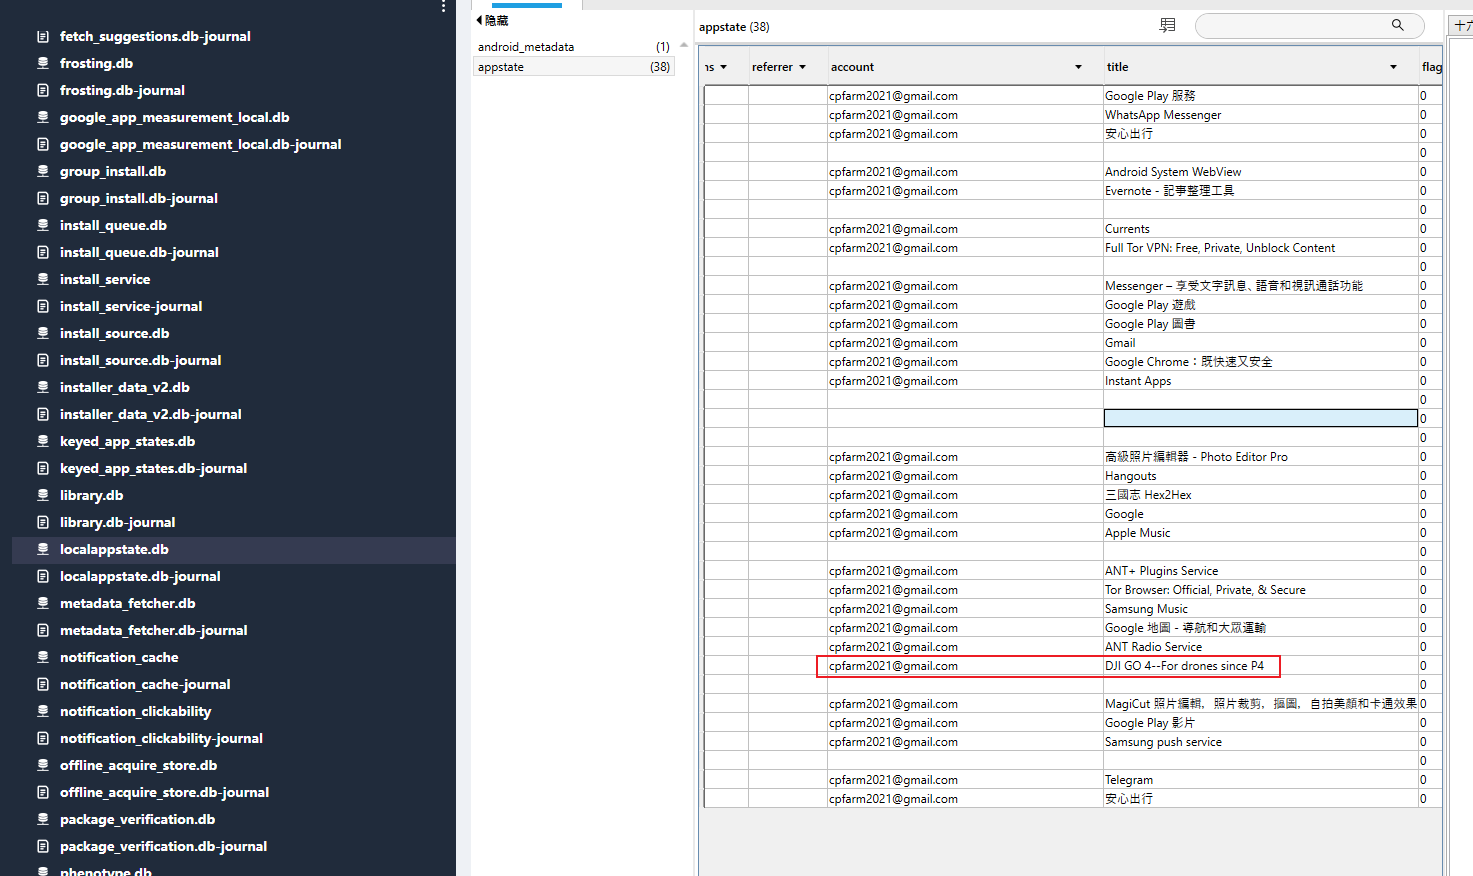 fetch_suggestions.db-journal
frosting.db
frosting.db-journal
google_app_measurement_local.db
google_app_measurement_local.db-journal
group_install.db
group_install.db-journal
install_queue.db
install_queue.db-journal
install_service
install_service-journal
install_source.db
install_source.db-journal
installer_data_v2.db
installer_data_v2.db-journal
keyed_app_states.db
keyed_app_states.db-journal
library.db
library.db-journal
localappstate.db
localappstate.db-journal
metadata_fetcher.db
metadata_fetcher.db-journal
notification_cache
notification_cache-journal
notification_clickability
notification_clickability-journal
offline_acquire_store.db
offline_acquire_store.db-journal
package_verification.db
package_verification.db-journal
phenotype.db
隐藏
android_metadata (1)
appstate (38)
appstate (38)
十六
referrer account title flag
cpfarm2021@gmail.com Google Play 服務 0
cpfarm2021@gmail.com WhatsApp Messenger 0
cpfarm2021@gmail.com 安心出行 0
0
cpfarm2021@gmail.com Android System WebView 0
cpfarm2021@gmail.com Evernote - 記事整理工具 0
0
cpfarm2021@gmail.com Currents 0
cpfarm2021@gmail.com Full Tor VPN: Free, Private, Unblock Content 0
0
cpfarm2021@gmail.com Messenger – 享受文字訊息、語音和視訊通話功能 0
cpfarm2021@gmail.com Google Play 遊戲 0
cpfarm2021@gmail.com Google Play 圖書 0
cpfarm2021@gmail.com Gmail 0
cpfarm2021@gmail.com Google Chrome：既快速又安全 0
cpfarm2021@gmail.com Instant Apps 0
0
0
0
cpfarm2021@gmail.com 高級照片編輯器 - Photo Editor Pro 0
cpfarm2021@gmail.com Hangouts 0
cpfarm2021@gmail.com 三國志 Hex2Hex 0
cpfarm2021@gmail.com Google 0
cpfarm2021@gmail.com Apple Music 0
0
cpfarm2021@gmail.com ANT+ Plugins Service 0
cpfarm2021@gmail.com Tor Browser: Official, Private, & Secure 0
cpfarm2021@gmail.com Samsung Music 0
cpfarm2021@gmail.com Google 地圖 - 導航和大眾運輸 0
cpfarm2021@gmail.com ANT Radio Service 0
cpfarm2021@gmail.com DJI GO 4--For drones since P4 0
0
cpfarm2021@gmail.com MagiCut 照片編輯，照片裁剪，摳圖，自拍美顏和卡通效果 0
cpfarm2021@gmail.com Google Play 影片 0
cpfarm2021@gmail.com Samsung push service 0
0
cpfarm2021@gmail.com Telegram 0
cpfarm2021@gmail.com 安心出行 0